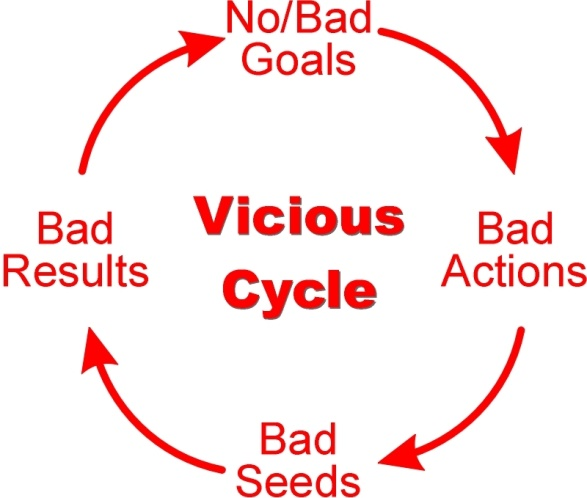 No/Bad
Goals
Vicious
Cycle
Bad
Actions
Bad
Seeds
Bad
Results